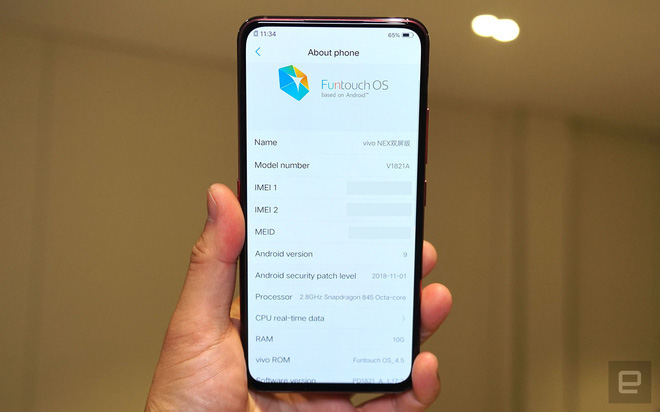 11:34 65%
About phone
Funtouch OS
based on Android™
Name vivo NEX双屏版
Model number V1821A
IMEI 1
IMEI 2
MEID
Android version 9
Android security patch level 2018-11-01
Processor 2.8GHz Snapdragon 845 Octa-core
CPU real-time data
RAM 10G
vivo ROM Funtouch OS_4.5
Software version PD1821_A_1.17
e